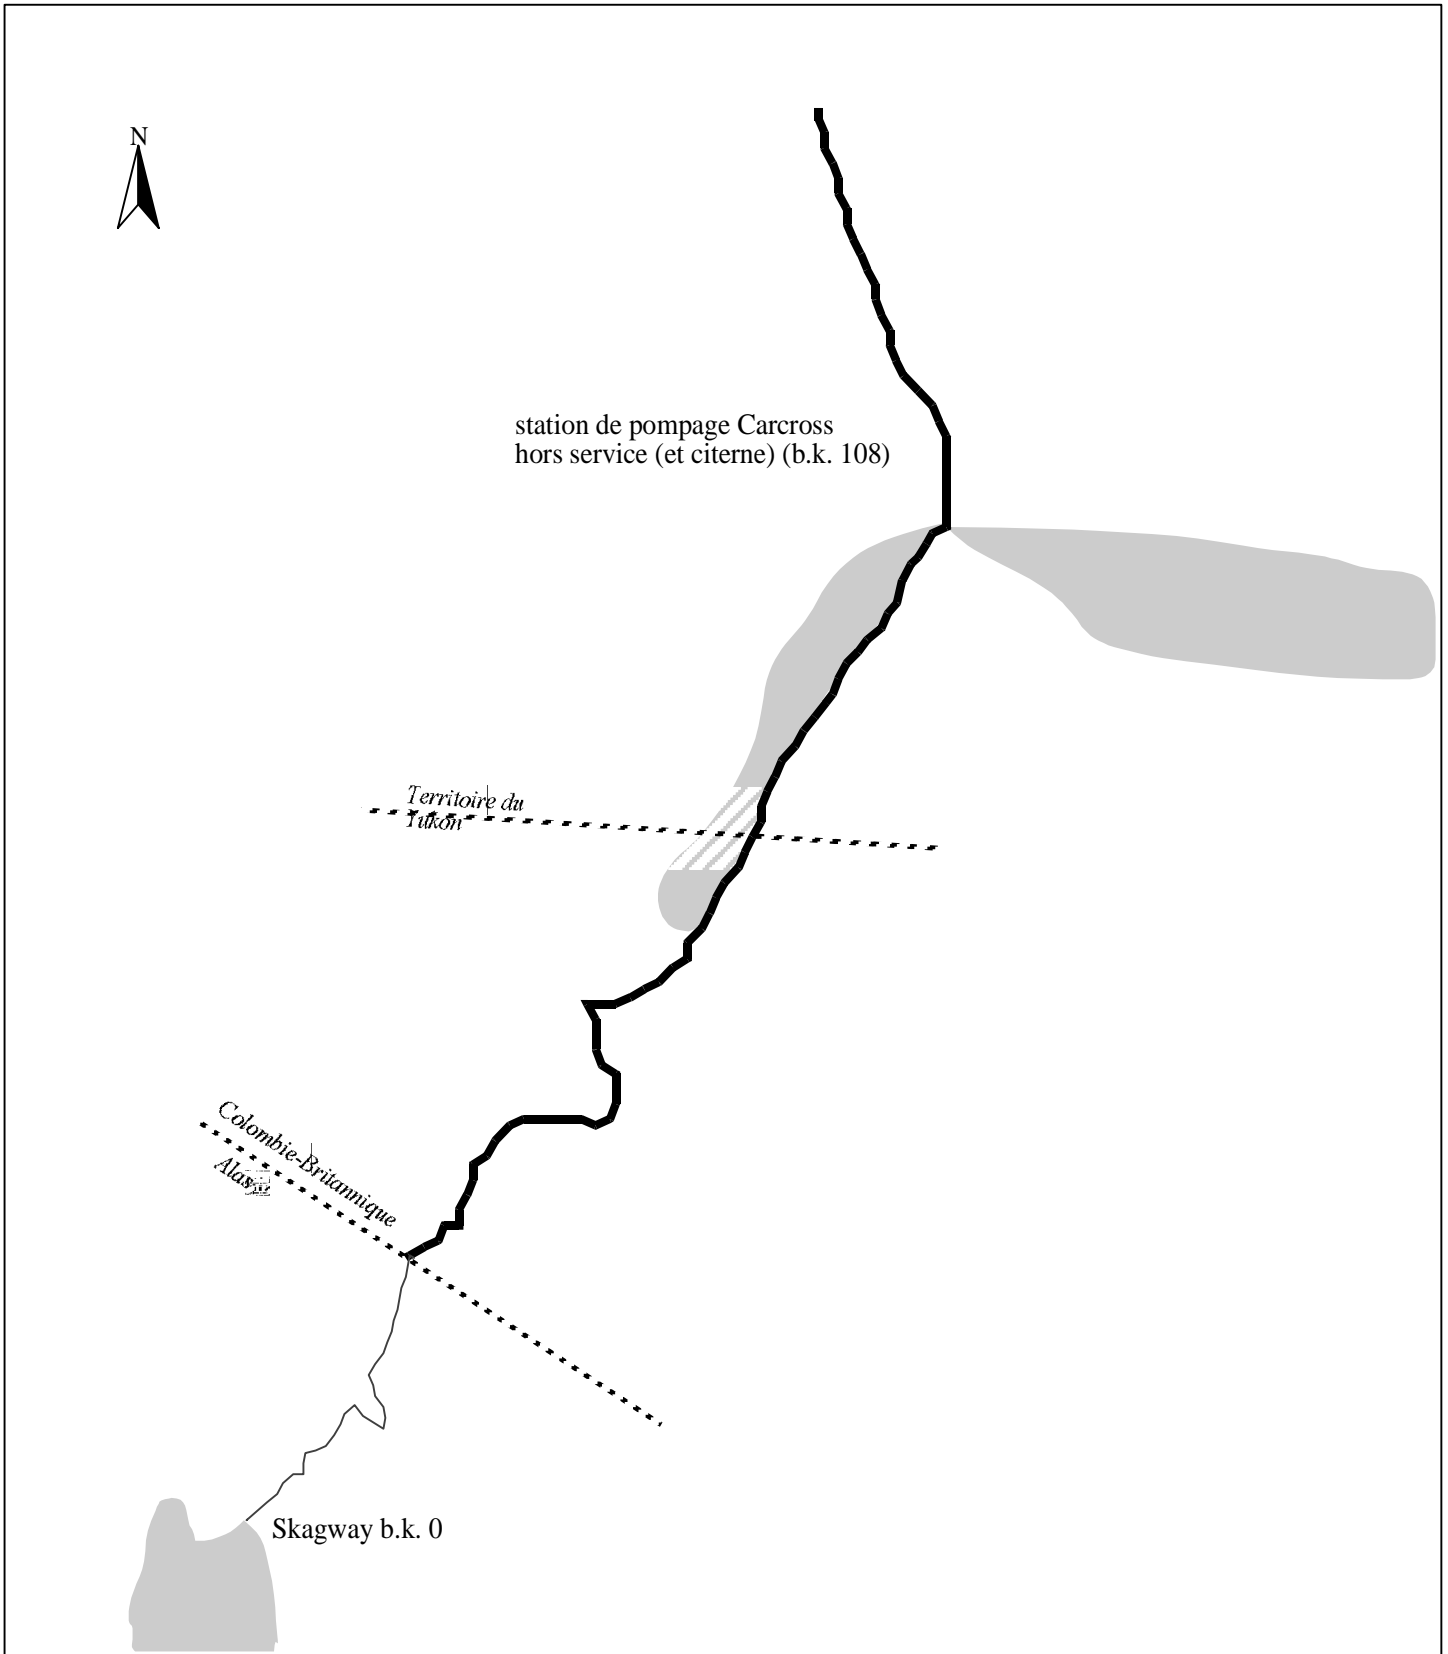 N
station de pompage Carcross
hors service (et citerne) (b.k. 108)
Territoire du
Yukon
Colombie-Britannique
Skagway b.k. 0